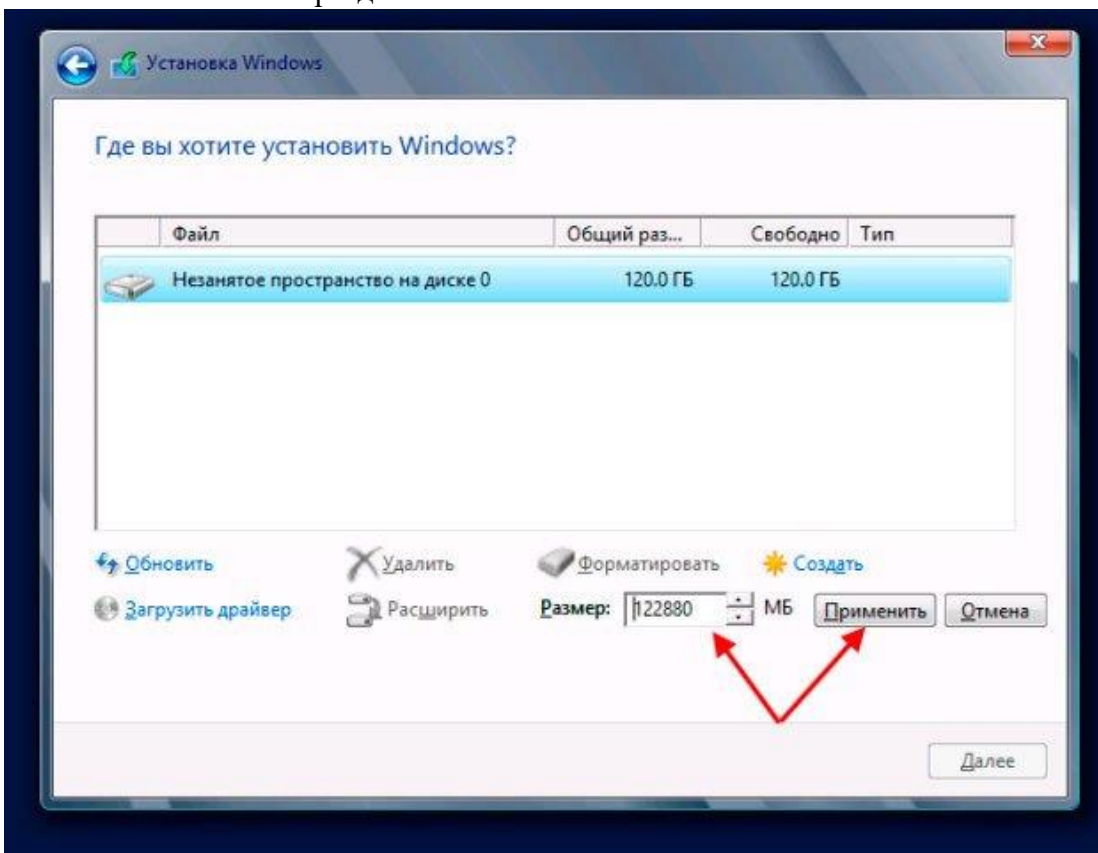 Установка Windows
Где вы хотите установить Windows?
Файл Общий раз... Свободно Тип
Незанятое пространство на диске 0 120.0 ГБ 120.0 ГБ
Обновить Удалить Форматировать Создать
Загрузить драйвер Расширить Размер: 122880 МБ Применить Отмена
Далее